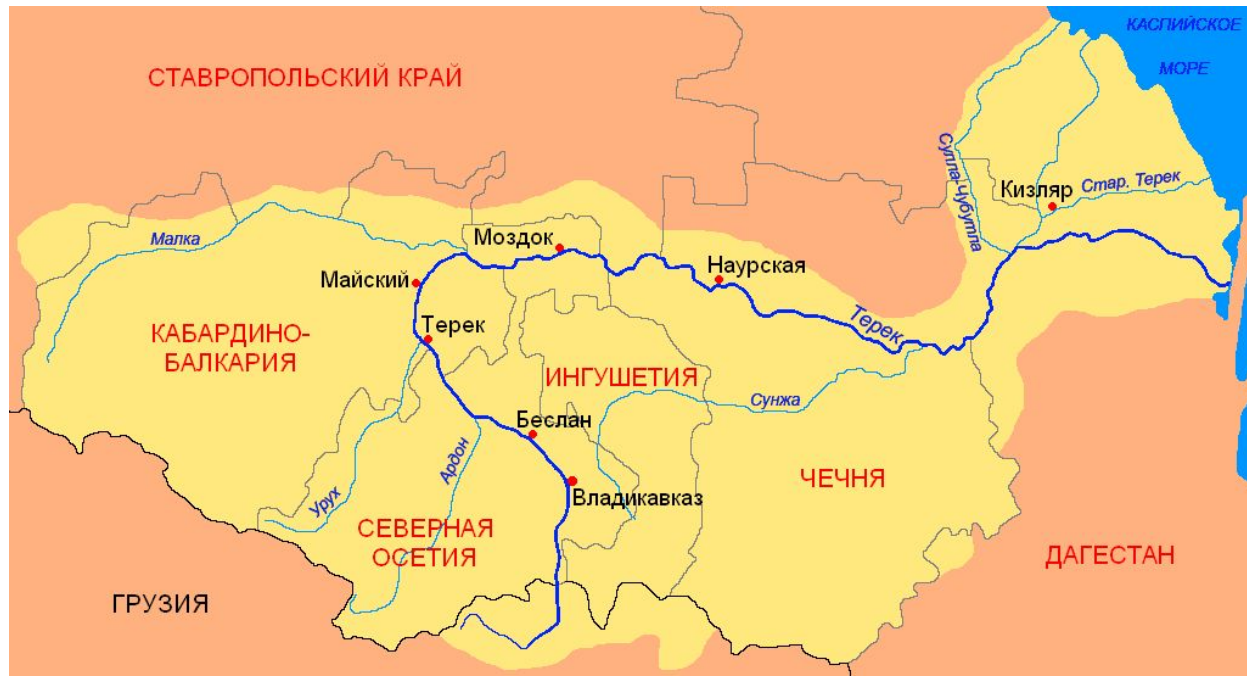 КАСПИЙСКОЕ
МОРЕ
СТАВРОПОЛЬСКИЙ КРАЙ
Сулла-Чубутла
Кизляр
Стар. Терек
Малка
Моздок
Майский
Наурская
Терек
Терек
КАБАРДИНО-
БАЛКАРИЯ
ИНГУШЕТИЯ
Сунжа
Беслан
Ардон
Урух
Владикавказ
ЧЕЧНЯ
СЕВЕРНАЯ
ОСЕТИЯ
ДАГЕСТАН
ГРУЗИЯ